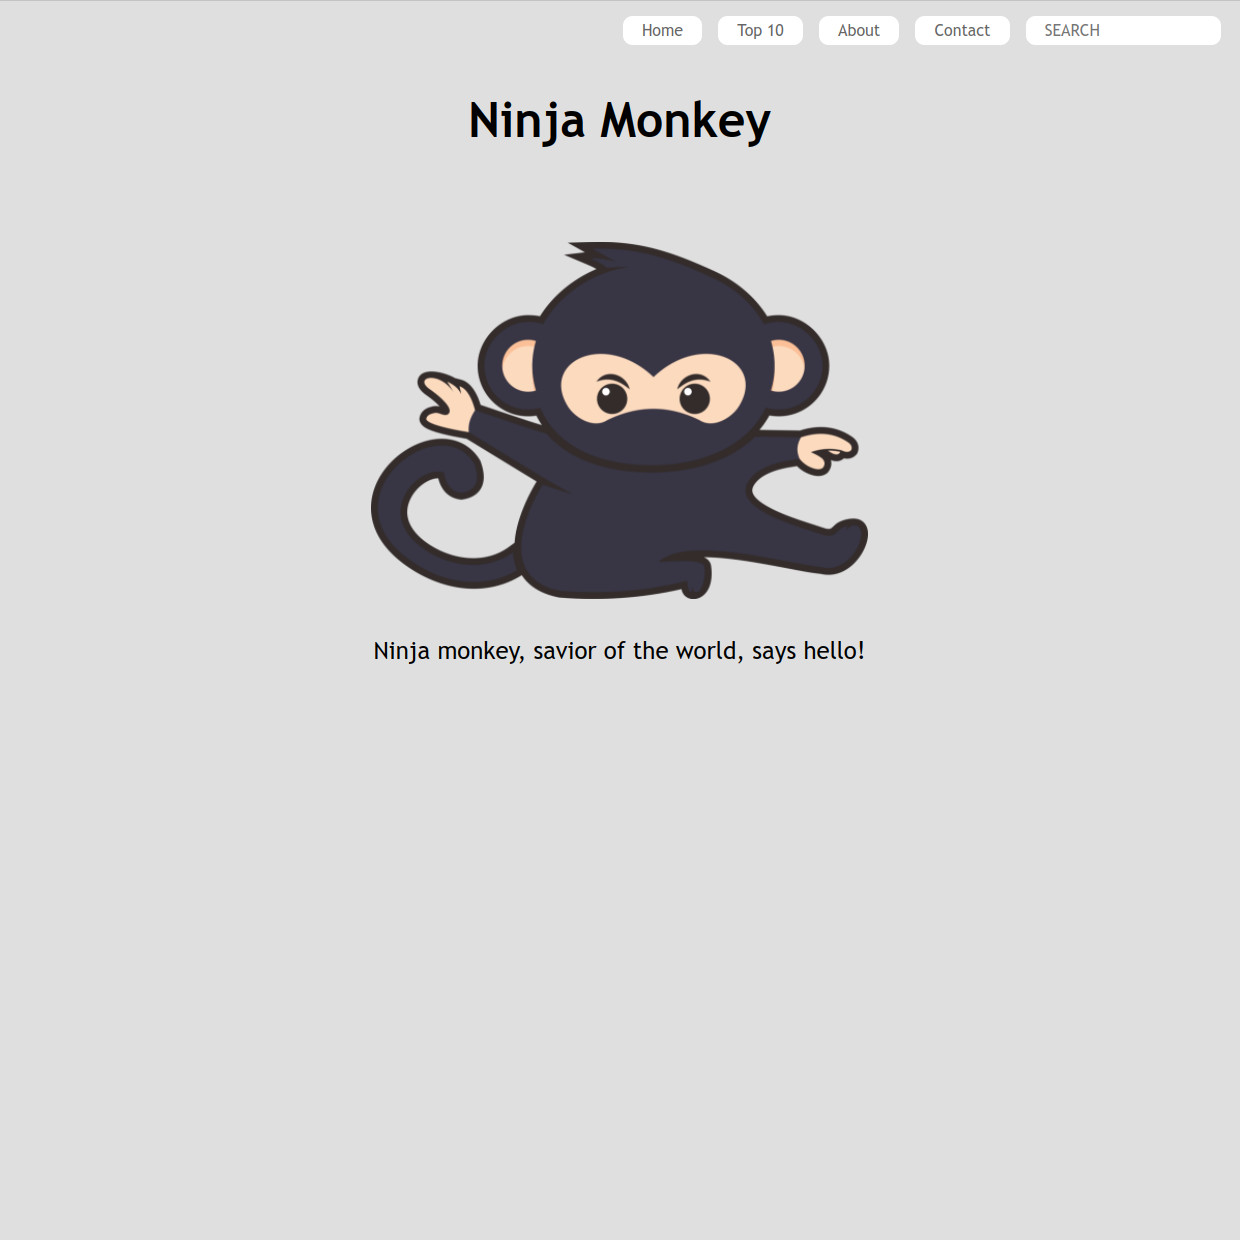 Home Top 10 About Contact SEARCH
Ninja Monkey
Ninja monkey, savior of the world, says hello!